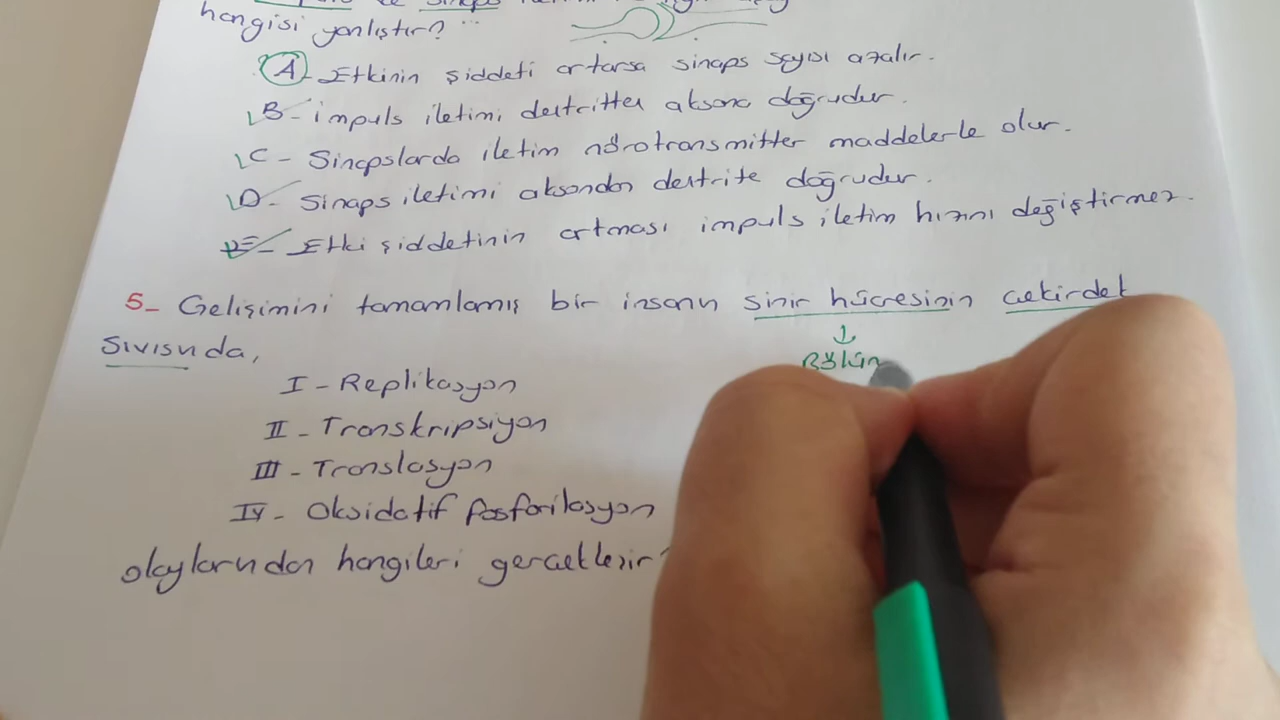 hangisi yanlıştır?
A - Etkinin şiddeti artarsa sinaps sayısı azalır.
B - İmpuls iletimi dentritten aksona doğrudur.
C - Sinapslarda iletim nörotransmitter maddelerle olur.
D - Sinaps iletimi aksondan dentrite doğrudur.
E - Etki şiddetinin artması impuls iletim hızını değiştirmez.
5- Gelişimini tamamlamış bir insanın sinir hücresinin çekirdek
sıvısında,
↓
Bölün
I - Replikasyon
II - Transkripsiyon
III - Translasyon
IV - Oksidatif fosforilasyon
olaylarından hangileri gerçekleşir?